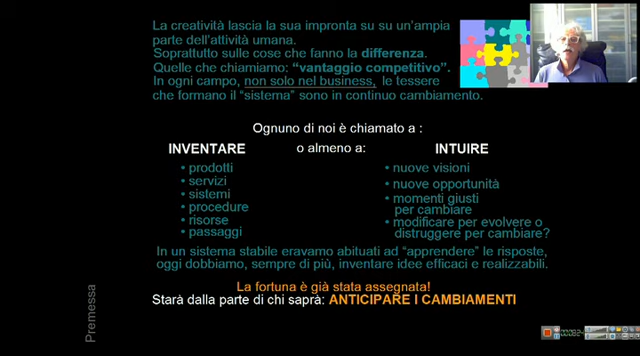 La creatività lascia la sua impronta su su un'ampia
parte dell'attività umana.
Soprattutto sulle cose che fanno la differenza.
Quelle che chiamiamo: “vantaggio competitivo”.
In ogni campo, non solo nel business, le tessere
che formano il “sistema” sono in continuo cambiamento.
Ognuno di noi è chiamato a :
INVENTARE o almeno a: INTUIRE
• prodotti
• servizi
• sistemi
• procedure
• risorse
• passaggi
• nuove visioni
• nuove opportunità
• momenti giusti
per cambiare
• modificare per evolvere o
distruggere per cambiare?
In un sistema stabile eravamo abituati ad “apprendere” le risposte,
oggi dobbiamo, sempre di più, inventare idee efficaci e realizzabili.
La fortuna è già stata assegnata!
Starà dalla parte di chi saprà: ANTICIPARE I CAMBIAMENTI
Premessa